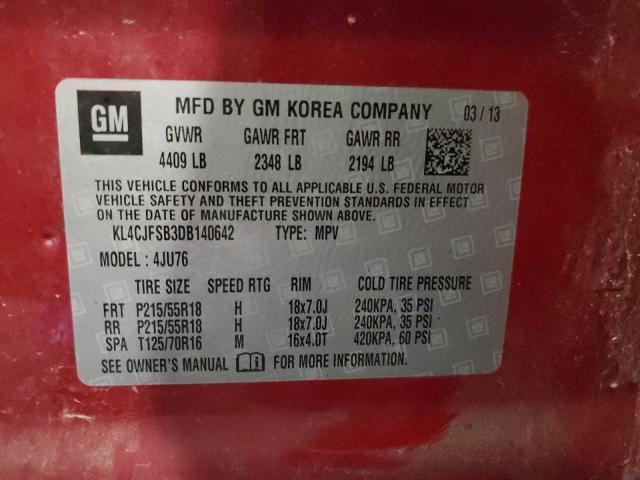 GM MFD BY GM KOREA COMPANY 03 / 13
GVWR GAWR FRT GAWR RR
4409 LB 2348 LB 2194 LB
THIS VEHICLE CONFORMS TO ALL APPLICABLE U.S. FEDERAL MOTOR
VEHICLE SAFETY AND THEFT PREVENTION STANDARDS IN EFFECT
ON THE DATE OF MANUFACTURE SHOWN ABOVE.
KL4CJFSB3DB140642 TYPE: MPV
MODEL : 4JU76
TIRE SIZE SPEED RTG RIM COLD TIRE PRESSURE
FRT P215/55R18 H 18x7.0J 240KPA, 35 PSI
RR P215/55R18 H 18x7.0J 240KPA, 35 PSI
SPA T125/70R16 M 16x4.0T 420KPA, 60 PSI
SEE OWNER'S MANUAL FOR MORE INFORMATION.